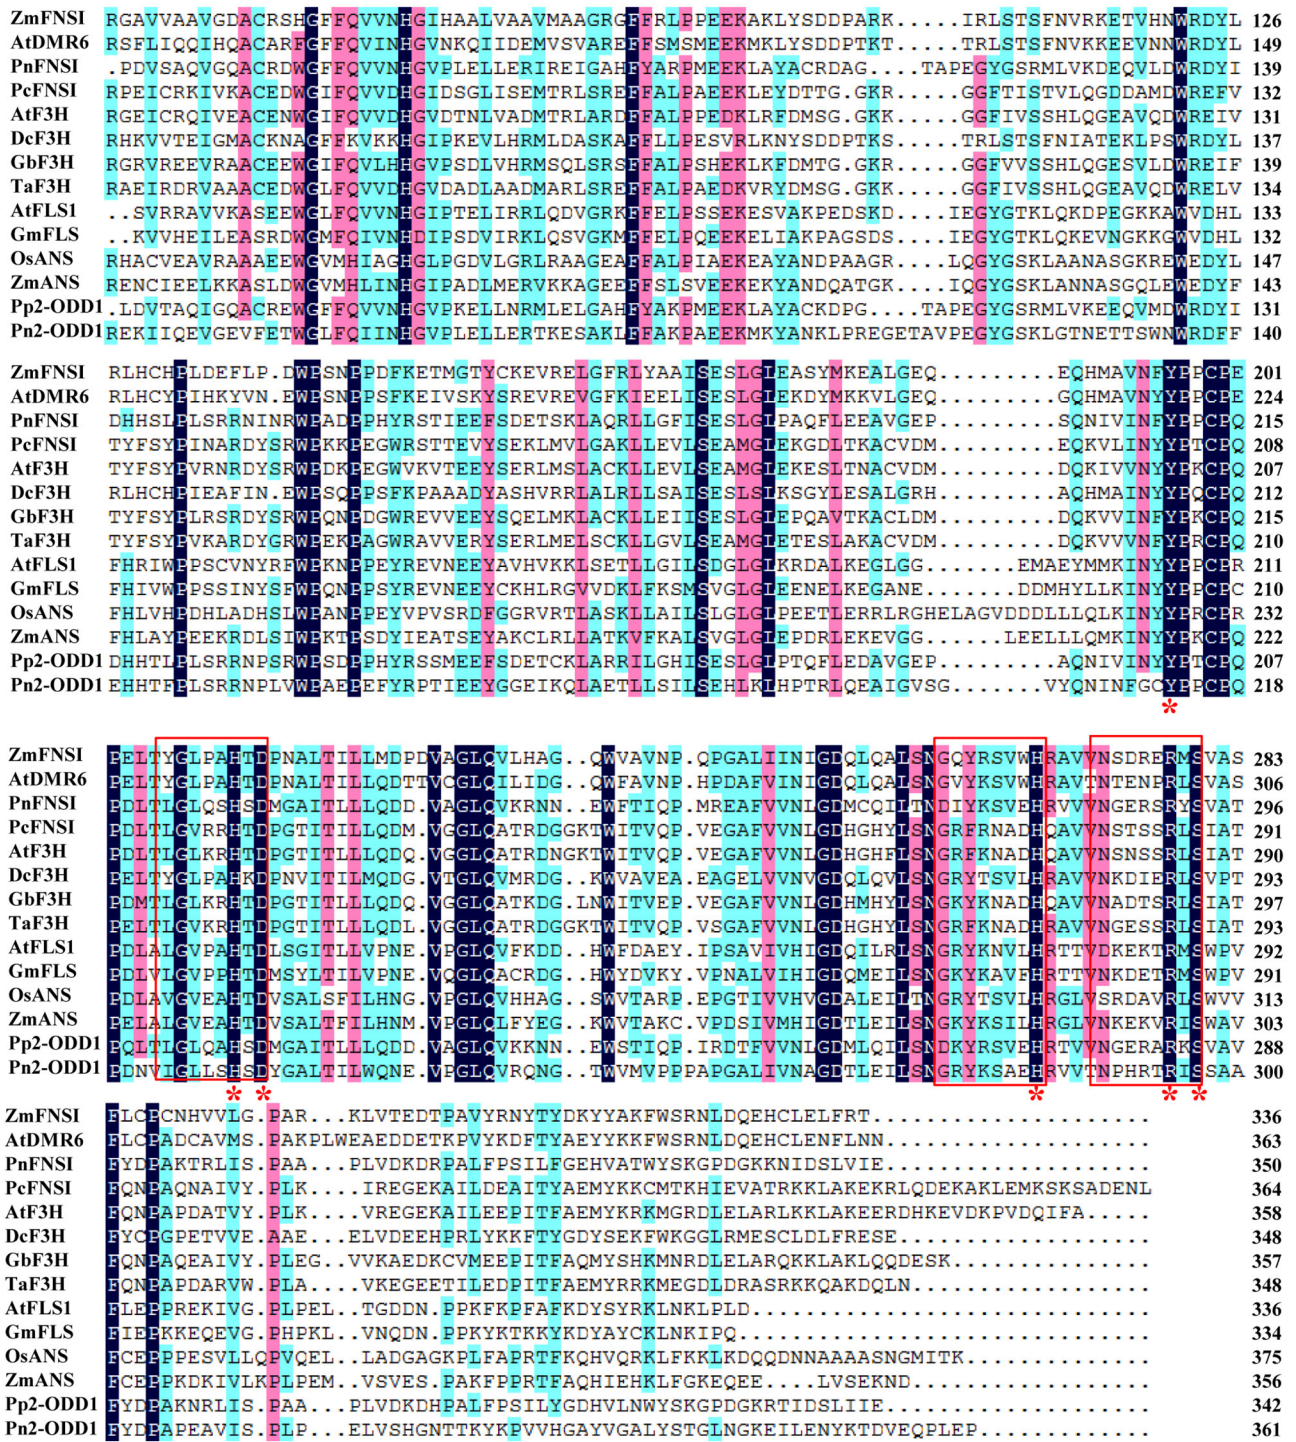 ZmFNSI RGAVVAAVGDACRSHGFFQVVNHGIHAALVAAVMAAGRGFFRLPPEEKAKLYSDDPARK.....IRLSTSFNVRKETVHNWRDYL 126
AtDMR6 RSFLIQQIHQACARFGFFQVINHGVNKQIIDEMVSVAREFFSMSMEEKMKLYSDDPTKT.....TRLSTSFNVKKEEVNNWRDYL 149
PnFNSI .PDVSAQVGQACRDWGFFQVVNHGVPLELLERIREIGAHFYARPMEEKLAYACRDAG....TAPEGYGSRMLVKDEQVLDWRDYI 139
PcFNSI RPEICRKIVKACEDWGIFQVVDHGIDSGLISEMTRLSREFFALPAEEKLEYDTTG.GKR.....GGFTISTVLQGDDAMDWREFV 132
AtF3H RGEICRQIVEACENWGIFQVVDHGVDTNLVADMTRLARDFFALPPEDKLRFDMSG.GKK.....GGFIVSSHLQGEAVQDWREIV 131
DcF3H RHKVVTEIGMACKNAGFFKVKKHGIPKEVLHRMLDASKAFFLLPESVRLKNYSDDPTKS.....TRLSTSFNIATEKLPSWRDYL 137
GbF3H RGRVREEVRAACEEWGIFQVLHHGVPSDLVHRMSQLSRSFFALPSHEKLKFDMTG.GKR.....GGFVVSSHLQGESVLDWREIF 139
TaF3H RAEIRDRVAAACEDWGLFQVVDHGVDADLAADMARLSREFFALPAEDKVRYDMSG.GKK.....GGFIVSSHLQGEAVQDWRELV 134
AtFLS1 ..SVRRAVVKASEEWGLFQVVNHGIPTELIRRLQDVGRKFFELPSSEKESVAKPEDSKD.....IEGYGTKLQKDPEGKKAWVDHL 133
GmFLS ..KVVHEILEASRDWGMFQIVNHDIPSDVIRKLQSVGKMFFELPQEEKELIAKPAGSDS.....IEGYGTKLQKEVNGKKGWVDHL 132
OsANS RHACVEAVRAAAEEWGVMHIAGHGLPGDVLGRLRAAGEAFFALPIAEKEAYANDPAAGR.....LQGYGSKLAANASGKREWEDYL 147
ZmANS RENCIEELKKASLDWGVMHLINHGIPADLMERVKKAGEEFFSLSVEEKEKYANDQATGK.....IQGYGSKLANNASGQLEWEDYF 143
Pp2-ODD1 .LDVTAQIGQACREWGFFQVVNHGVPKELLNRMLELGAHFYAKPMEEKLAYACKDPG.....TAPEGYGSRMLVKEEQVMDWRDYI 131
Pn2-ODD1 REKIIQEVGEVFETWGLFQIINHGVPLELLERTKESAKLFFAKPAEEKMKYANKLPREGETAVPEGYGSKLGTNETTSWNWRDFF 140
ZmFNSI RLHCHPLDEFLP.DWPSNPPDFKETMGTYCKEVRELGFRLYAAISESLGLEASYMKEALGEQ.........EQHMAVNFYPPCPE 201
AtDMR6 RLHCYPIHKYVN.EWPSNPPSFKEIVSKYSREVREVGFKIEELISESLGLEKDYMKKVLGEQ.........GQHMAVNYYPPCPE 224
PnFNSI DHHSLPLSRRNINRWPADPPHYRSTIEEFSDETSKLAQRLLGFISESLGLPAQFLEEAVGEP.........SQNIVINYYPTCPQ 215
PcFNSI TYFSYPINARDYSRWPKKPEGWRSTTEVYSEKLMVLGAKLLEVLSEAMGLEKGDLTKACVDM.........EQKVLINYYPTCPQ 208
AtF3H TYFSYPVRNRDYSRWPDKPEGWVKVTEEYSERLMSLACKLLEVLSEAMGLEKESLTNACVDM.........DQKIVVNYYPKCPQ 207
DcF3H RLHCHPIEAFIN.EWPSQPPSFKPAAADYASHVRRLALRLLSAISESLSLKSGYLESALGRH.........AQHMAINYYPQCPQ 212
GbF3H TYFSYPLRSRDYSRWPQNPDGWREVVEEYSQELMKLACKLLEIISESLGLEPQAVTKACLDM.........DQKVVINFYPKCPQ 215
TaF3H TYFSYPVKARDYGRWPEKPAGWRAVVERYSERLMELSCKLLGVLSEAMGLETESLAKACVDM.........DQKVVVNFYPRCPQ 210
AtFLS1 FHRIWPPSCVNYRFWPKNPPEYREVNEEYAVHVKKLSETLLGILSDGLGLKRDALKEGLGG.......EMAEYMMKINYYPPCPR 211
GmFLS FHIVWPPSSINYSFWPQNPPSYREVNEEYCKHLRGVVDKLFKSMSVGLGLEENELKEGANE.......DDMHYLLKINYYPPCPC 210
OsANS FHLVHPDHLADHSLWPANPPEYVPVSRDFGGRVRTLASKLLAILSLGLGLPEETLERRLRGHELAGVDDDLLLQLKINYYPRCPR 232
ZmANS FHLAYPEEKRDLSIWPKTPSDYIEATSEYAKCLRLLATKVFKALSVGLGLEPDRLEKEVGG.......LEELLLQMKINYYPKCPQ 222
Pp2-ODD1 DHHTLPLSRRNPSRWPSDPPHYRSSMEEFSDETCKLARRILGHISESLGLPTQFLEDAVGEP.........AQNIVINYYPTCPQ 207
Pn2-ODD1 EHHTFPLSRRNPLVWPAEPEFYRPTIEEYGGEIKQLAETLLSILSEHLKLHPTRLQEAIGVSG.......VYQNINFGCYPPCPQ 218
*
ZmFNSI PELTYGLPAHTDPNALTILLMDPDVAGLQVLHAG..QWVAVNP.QPGALIINIGDQLQALSNGQYRSVWHRAVVNSDRERMSVAS 283
AtDMR6 PELTYGLPAHTDPNALTILLQDTTVCGLQILIDG..QWFAVNP.HPDAFVINIGDQLQALSNGVYKSVWHRAVTNTENPRLSVAS 306
PnFNSI PDLTLGLQSHSDMGAITLLLQDD.VAGLQVKRNN..EWFTIQP.MREAFVVNLGDMCQILTNDIYKSVEHRVVVNGERSRYSVAT 296
PcFNSI PDLTLGVRRHTDPGTITILLQDM.VGGLQATRDGGKTWITVQP.VEGAFVVNLGDHGHYLSNGRFRNADHQAVVNSTSSRLSIAT 291
AtF3H PDLTLGLKRHTDPGTITLLLQDQ.VGGLQATRDNGKTWITVQP.VEGAFVVNLGDHGHFLSNGRFKNADHQAVVNSNSSRLSIAT 290
DcF3H PELTYGLPAHKDPNVITILMQDG.VTGLQVMRDG..KWVAVEA.EAGELVVNVGDQLQVLSNGRYTSVLHRAVVNKDIERLSVPT 293
GbF3H PDMTLGLKRHTDPGTITLLLQDQ.VGGLQATKDG.LNWITVEP.VEGAFVVNLGDHMHYLSNGKYKNADHQAVVNADTSRLSIAT 297
TaF3H PELTLGVKRHTDPGTITLLLQDL.VGGLQATRDGGKTWITVQP.VEGAFVVNLGDHGHYLSNGRFKNADHQAVVNGESSRLSIAT 293
AtFLS1 PDLALGVPAHTDLSGITLLVPNE.VPGLQVFKDD..HWFDAEY.IPSAVIVHIGDQILRLSNGRYKNVLHRTTVDKEKTRMSWPV 292
GmFLS PDLVLGVPPHTDMSYLTILVPNE.VQGLQACRDG..HWYDVKY.VPNALVIHIGDQMEILSNGKYKAVFHRTTVNKDETRMSWPV 291
OsANS PDLAVGVEAHTDVSALSFILHNG.VPGLQVHHAG..SWVTARP.EPGTIVVHVGDALEILTNGRYTSVLHRGLVSRDAVRLSWVV 313
ZmANS PELALGVEAHTDVSALTFILHNM.VPGLQLFYEG..KWVTAKC.VPDSIVMHIGDTLEILSNGKYKSILHRGLVNKEKVRISWAV 303
Pp2-ODD1 PQLTLGLQAHSDMGAITLLLQDD.VAGLQVKKNN..EWSTIQP.IRDTFVVNLGDMLQILSNDKYRSVEHRTVVNGERARKSVAV 288
Pn2-ODD1 PDNVIGLLSHSDYGALTILWQNE.VPGLQVRQNG..TWVMVPPPAPGALVVNIGDVLQVLSNGRYKSAEHRVVTNPHRTRISSAA 300
* * * * *
ZmFNSI FLCPCNHVVLG.PAR...KLVTEDTPAVYRNYTYDKYYAKFWSRNLDQEHCLELFRT..................... 336
AtDMR6 FLCPADCAVMS.PAKPLWEAEDDETKPVYKDFTYAEYYKKFWSRNLDQEHCLENFLNN.................... 363
PnFNSI FYDPAKTRLIS.PAA...PLVDKDRPALFPSILFGEHVATWYSKGPDGKKNIDSLVIE.................... 350
PcFNSI FQNPAQNAIVY.PLK....IREGEKAILDEAITYAEMYKKCMTKHIEVATRKKLAKEKRLQDEKAKLEMKSKSADENL 364
AtF3H FQNPAPDATVY.PLK....VREGEKAILEEPITFAEMYKRKMGRDLELARLKKLAKEERDHKEVDKPVDQIFA..... 358
DcF3H FYCPGPETVVE.AAE...ELVDEEHPRLYKKFTYGDYSEKFWKGGLRMESCLDLFRESE................... 348
GbF3H FQNPAQEAIVY.PLEG..VVKAEDKCVMEEPITFAQMYSHKMNRDLELARQKKLAKLQQDESK............... 357
TaF3H FQNPAPDARVW.PLA....VKEGEETILEDPITFAEMYRRKMEGDLDRASRKKQAKDQLN.................. 348
AtFLS1 FLEPPREKIVG.PLPEL..TGDDN.PPKFKPFAFKDYSYRKLNKLPLD.............................. 336
GmFLS FIEPKKEQEVG.PHPKL..VNQDN.PPKYKTKKYKDYAYCKLNKIPQ............................... 334
OsANS FCEPPPESVLLQPVQEL..LADGAGKPLFAPRTFKQHVQRKLFKKLKDQQDNNAAAASNGMITK.............. 375
ZmANS FCEPPKDKIVLKPLPEM..VSVES.PAKFPPRTFAQHIEHKLFGKEQEE...LVSEKND................... 356
Pp2-ODD1 FYDPAKNRLIS.PAA...PLVDKDHPALFPSILYGDHVLNWYSKGPDGKRTIDSLIIE.................... 342
Pn2-ODD1 FYDPAPEAVIS.PLP...ELVSHGNTTKYKPVVHGAYVGALYSTGLNGKEILENYKTDVEQPLEP............. 361